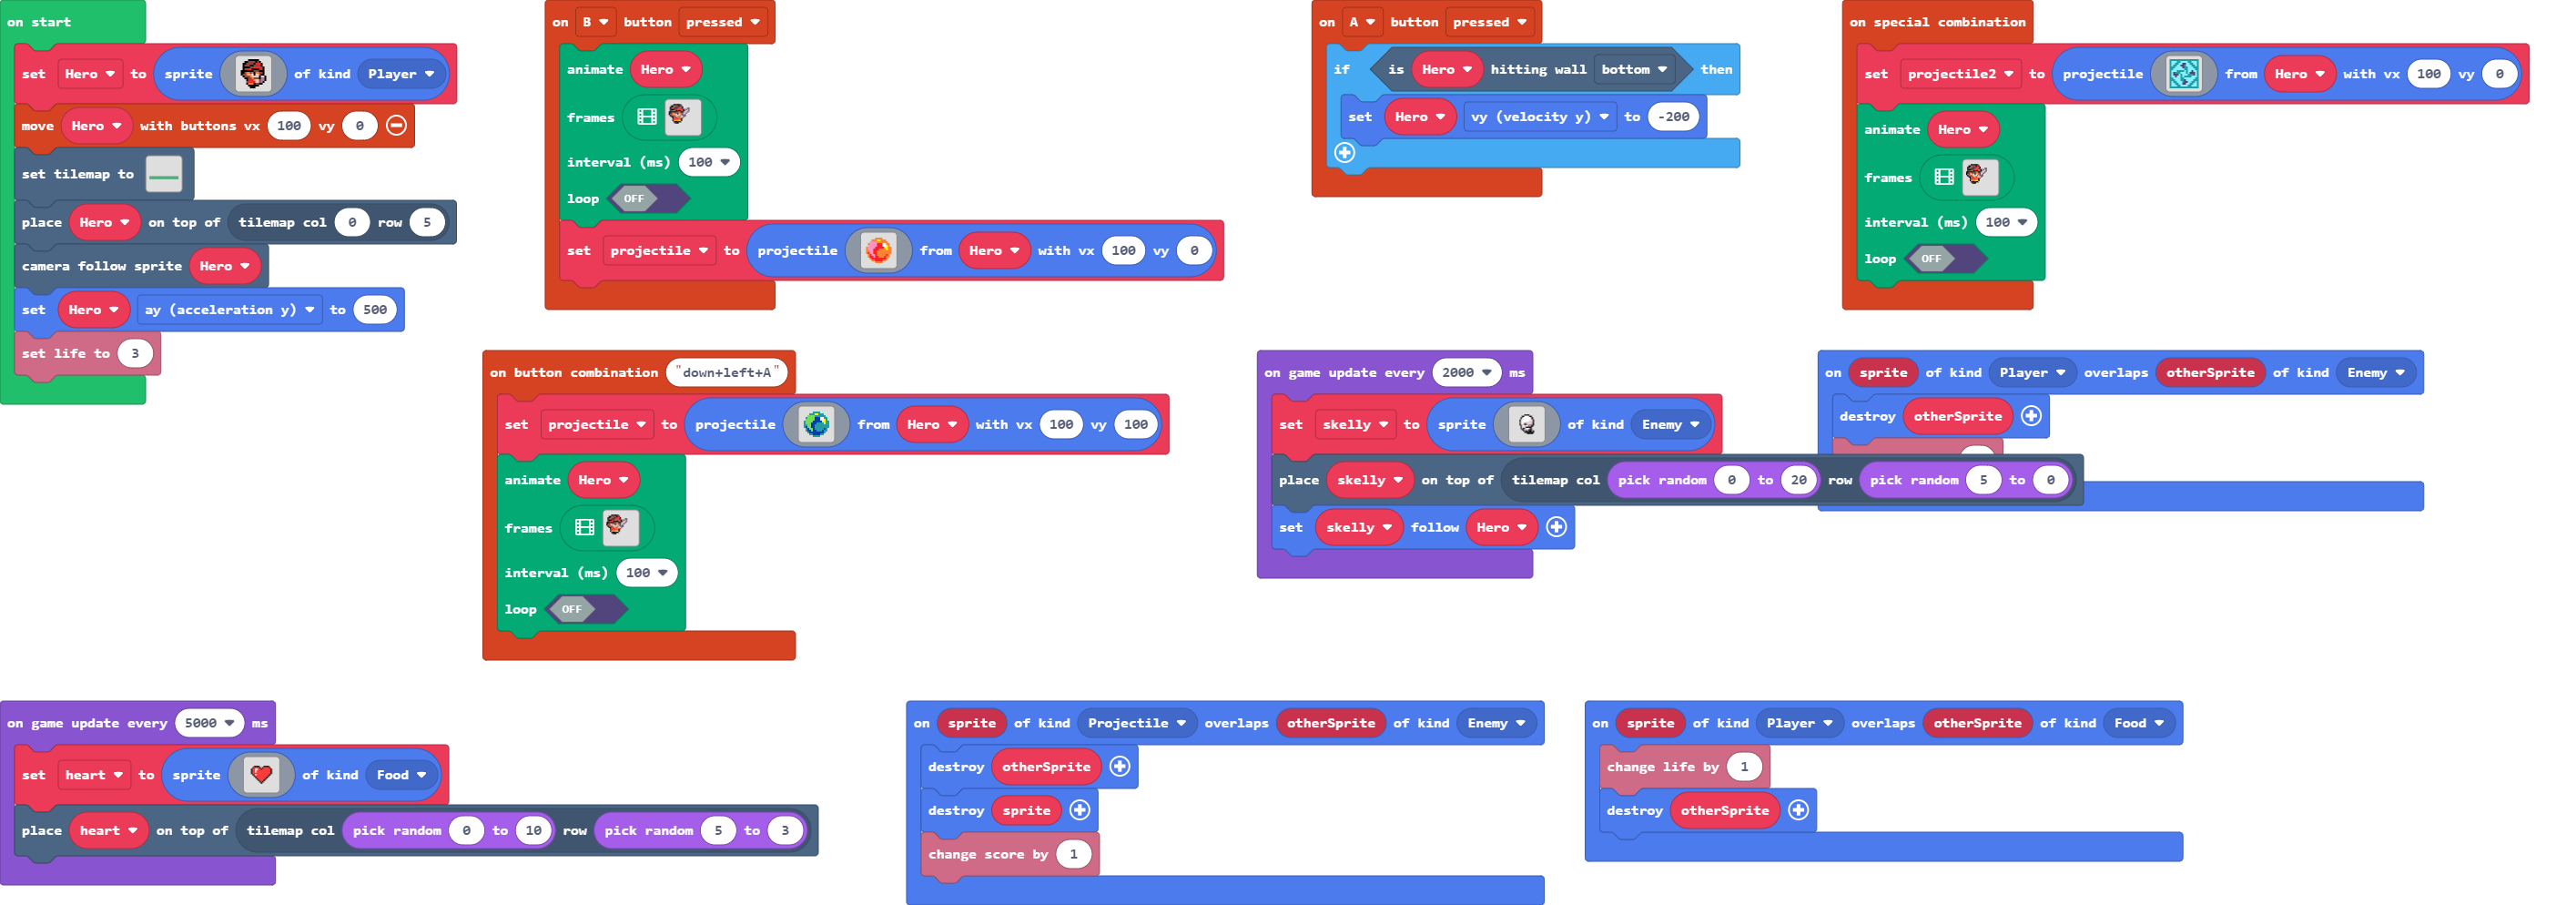 on start
set Hero to sprite of kind Player
move Hero with buttons vx 100 vy 0
set tilemap to
place Hero on top of tilemap col 0 row 5
camera follow sprite Hero
set Hero ay (acceleration y) to 500
set life to 3
on B button pressed
animate Hero
frames
interval (ms) 100
loop OFF
set projectile to projectile from Hero with vx 100 vy 0
on A button pressed
if is Hero hitting wall bottom then
set Hero vy (velocity y) to -200
on special combination
set projectile2 to projectile from Hero with vx 100 vy 0
animate Hero
frames
interval (ms) 100
loop OFF
on button combination "down+left+A"
set projectile to projectile from Hero with vx 100 vy 100
animate Hero
frames
interval (ms) 100
loop OFF
on game update every 2000 ms
set skelly to sprite of kind Enemy
place skelly on top of tilemap col pick random 0 to 20 row pick random 5 to 0
set skelly follow Hero
on sprite of kind Player overlaps otherSprite of kind Enemy
destroy otherSprite
on game update every 5000 ms
set heart to sprite of kind Food
place heart on top of tilemap col pick random 0 to 10 row pick random 5 to 3
on sprite of kind Projectile overlaps otherSprite of kind Enemy
destroy otherSprite
destroy sprite
change score by 1
on sprite of kind Player overlaps otherSprite of kind Food
change life by 1
destroy otherSprite